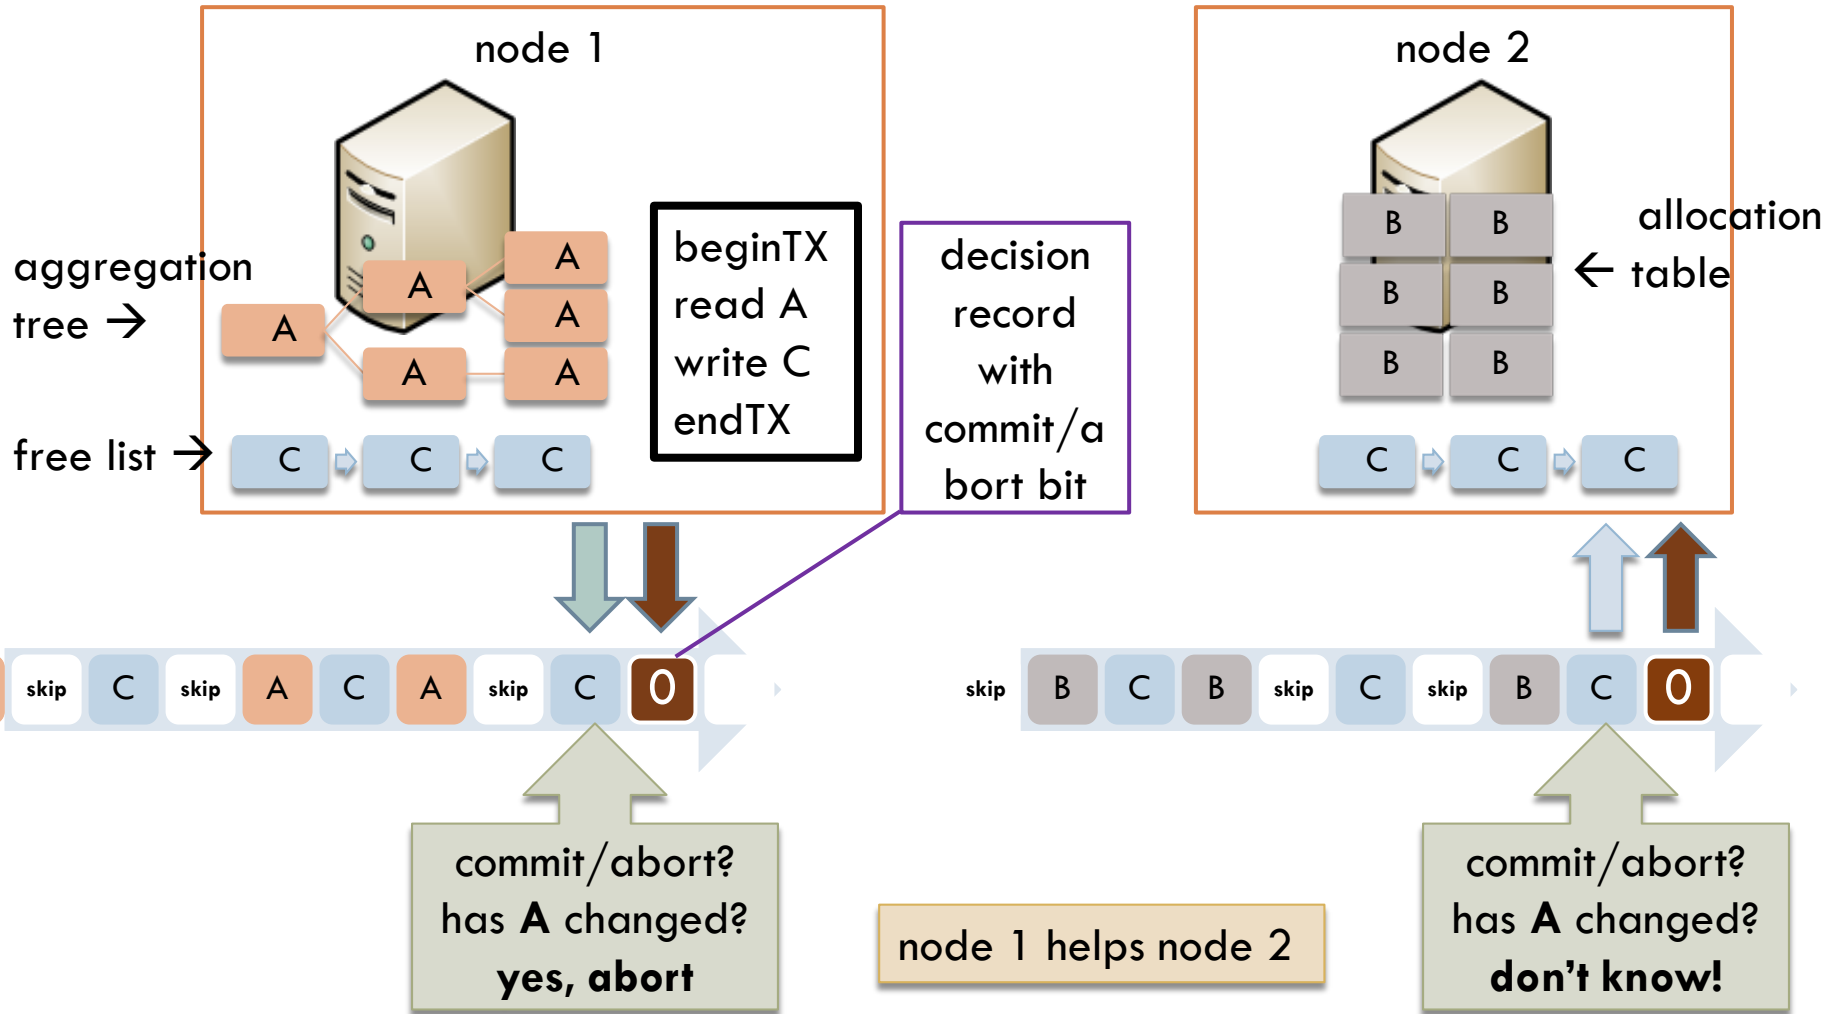 node 1
node 2
aggregation
tree →
A
A
A
A
A
A
free list →
C
C
C
beginTX
read A
write C
endTX
decision
record
with
commit/a
bort bit
B
B
B
B
B
B
allocation
← table
C
C
C
skip
C
skip
A
C
A
skip
C
0
skip
B
C
B
skip
C
skip
B
C
0
commit/abort?
has A changed?
yes, abort
node 1 helps node 2
commit/abort?
has A changed?
don't know!